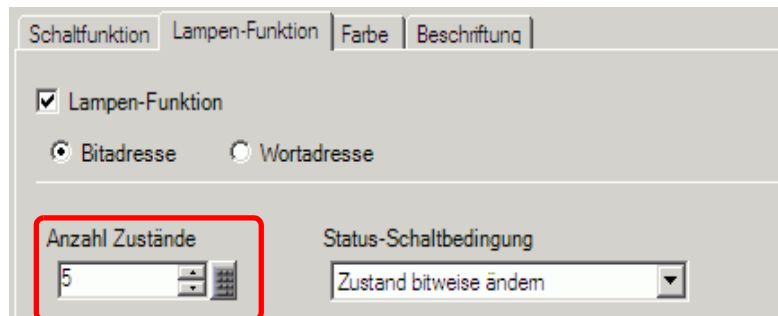 Schaltfunktion Lampen-Funktion Farbe Beschriftung
Lampen-Funktion
Bitadresse Wortadresse
Anzahl Zustände Status-Schaltbedingung
5 Zustand bitweise ändern